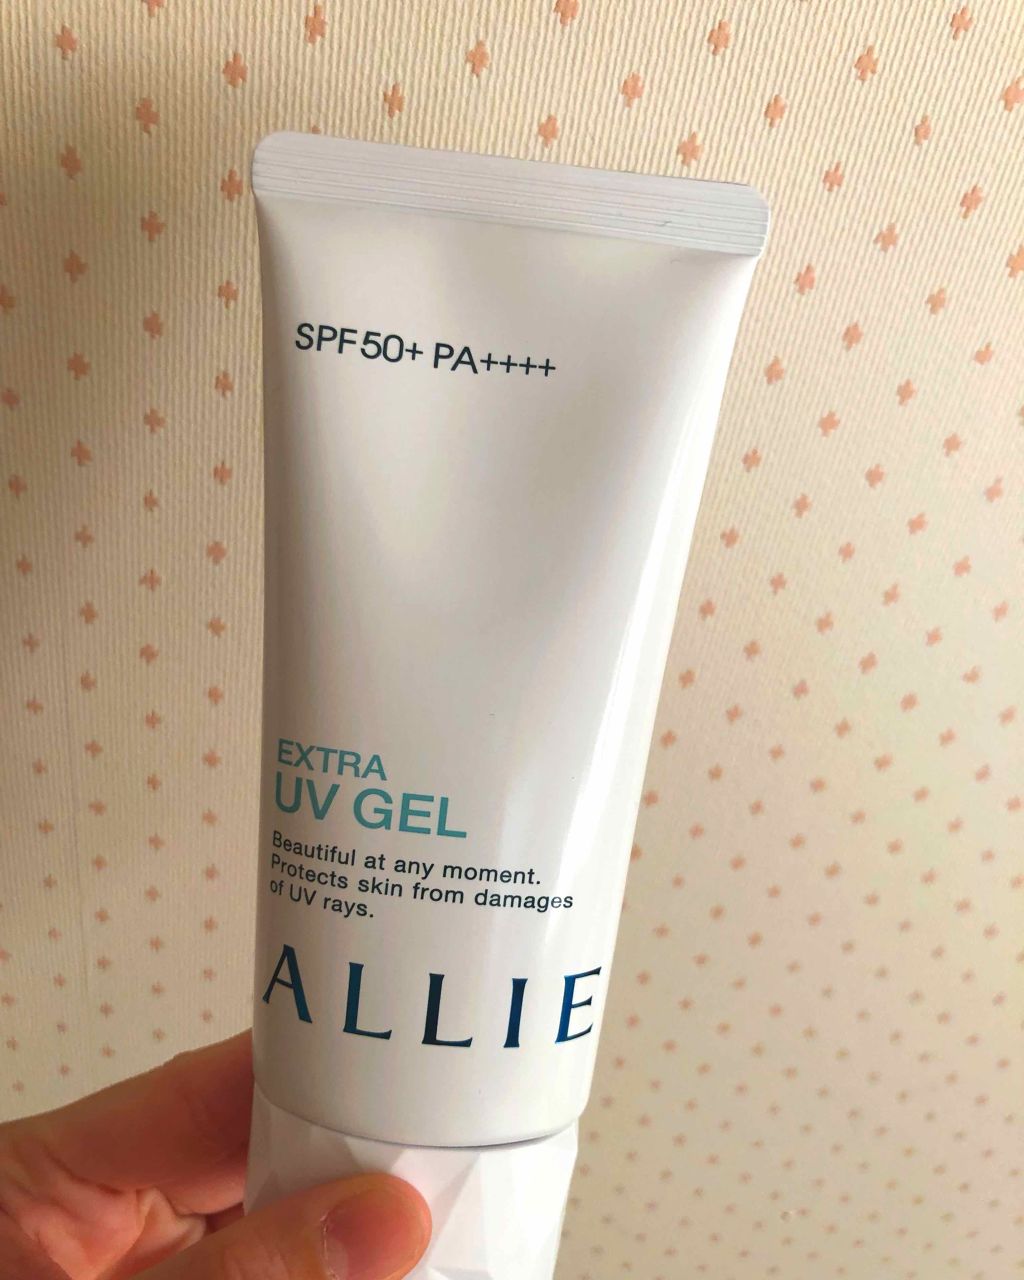 SPF50+ PA++++
EXTRA
UV GEL
Beautiful at any moment.
Protects skin from damages
of UV rays.
ALLIE